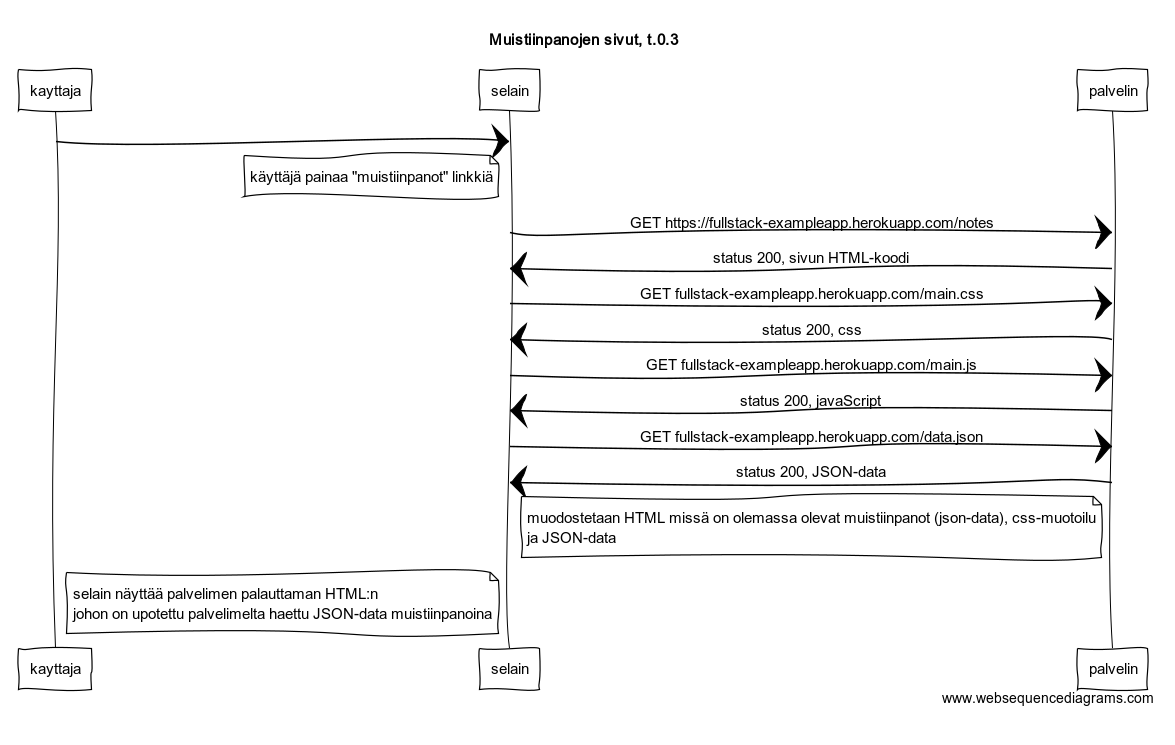 Muistiinpanojen sivut, t.0.3
kayttaja
selain
palvelin
käyttäjä painaa "muistiinpanot" linkkiä
GET https://fullstack-exampleapp.herokuapp.com/notes
status 200, sivun HTML-koodi
GET fullstack-exampleapp.herokuapp.com/main.css
status 200, css
GET fullstack-exampleapp.herokuapp.com/main.js
status 200, javaScript
GET fullstack-exampleapp.herokuapp.com/data.json
status 200, JSON-data
muodostetaan HTML missä on olemassa olevat muistiinpanot (json-data), css-muotoilu
ja JSON-data
selain näyttää palvelimen palauttaman HTML:n
johon on upotettu palvelimelta haettu JSON-data muistiinpanoina
kayttaja
selain
palvelin
www.websequencediagrams.com